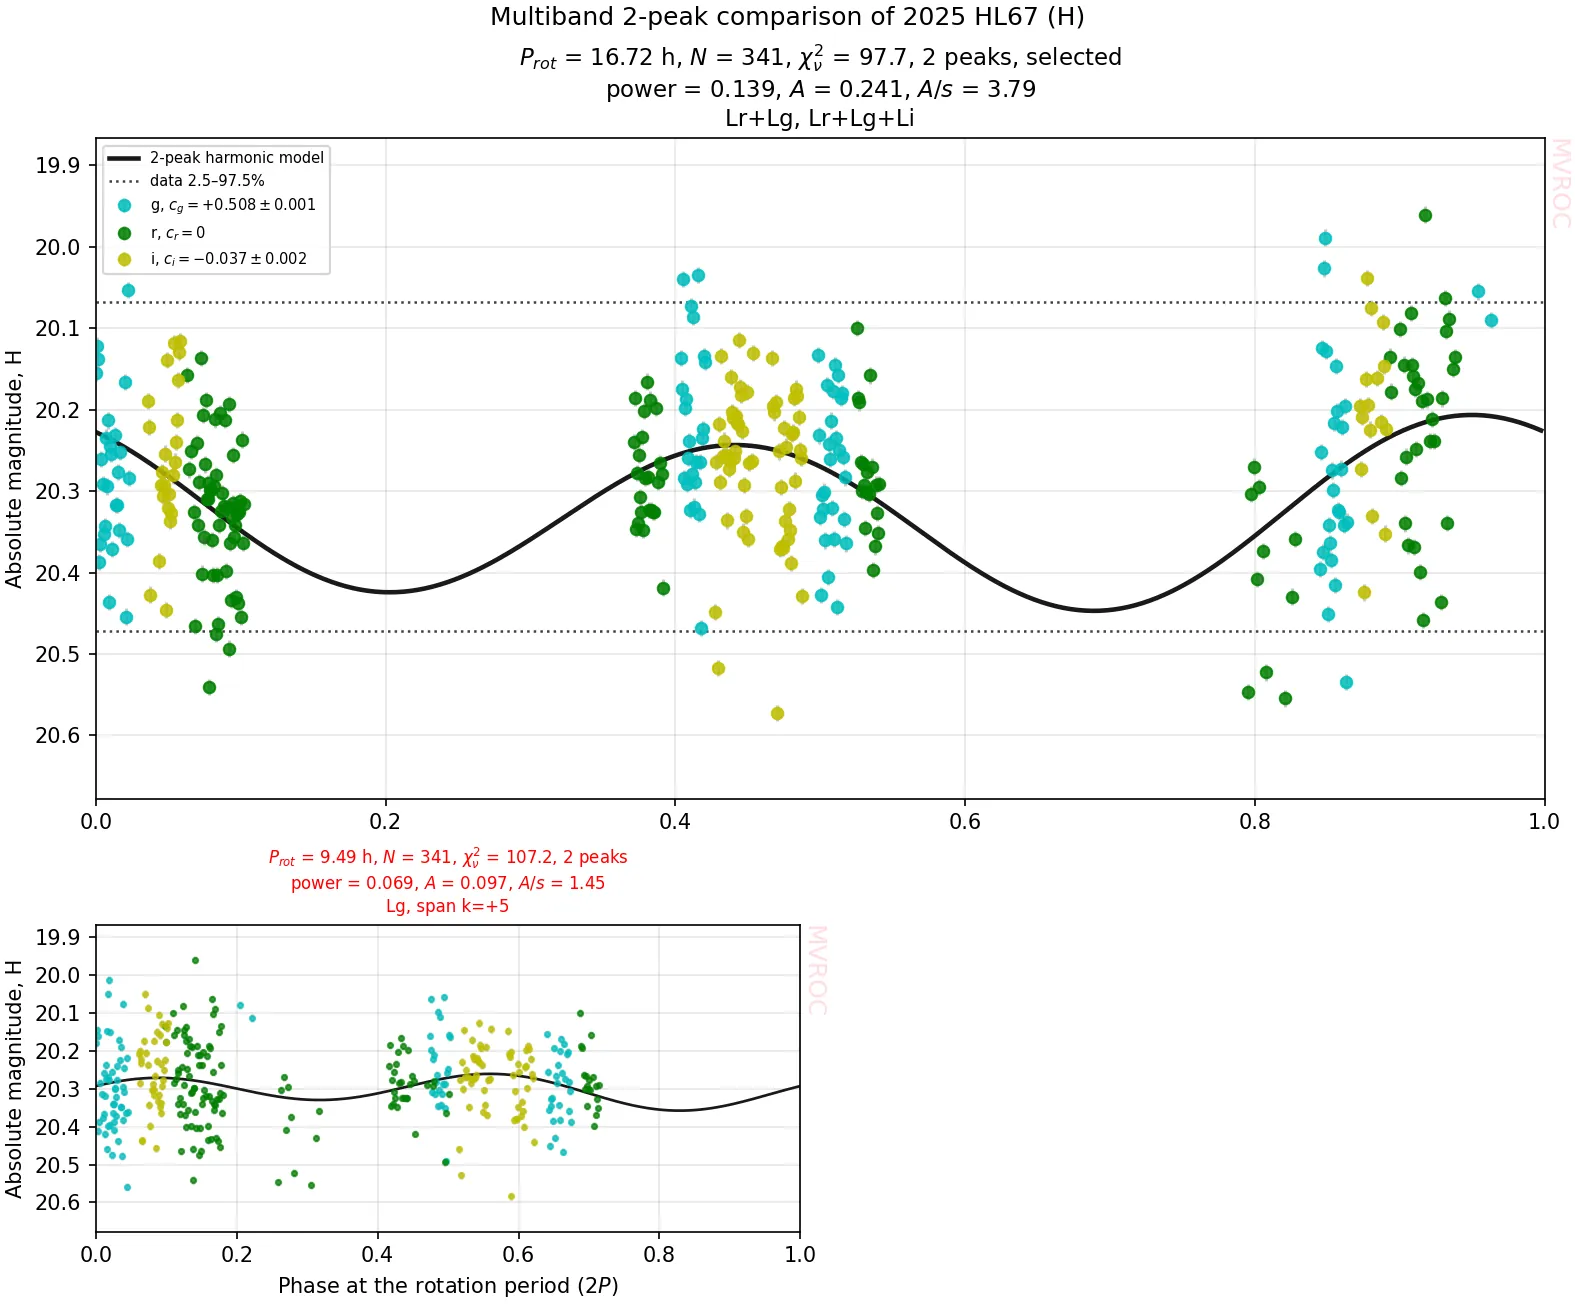 Multiband 2-peak comparison of 2025 HL67 (H)
P_rot = 16.72 h, N = 341, χ²_ν = 97.7, 2 peaks, selected
power = 0.139, A = 0.241, A/s = 3.79
Lr+Lg, Lr+Lg+Li
2-peak harmonic model
data 2.5–97.5%
g, c_g = +0.508 ± 0.001
r, c_r = 0
i, c_i = −0.037 ± 0.002
Absolute magnitude, H
19.9
20.0
20.1
20.2
20.3
20.4
20.5
20.6
0.0 0.2 0.4 0.6 0.8 1.0
MVROC
P_rot = 9.49 h, N = 341, χ²_ν = 107.2, 2 peaks
power = 0.069, A = 0.097, A/s = 1.45
Lg, span k=+5
Absolute magnitude, H
19.9
20.0
20.1
20.2
20.3
20.4
20.5
20.6
0.0 0.2 0.4 0.6 0.8 1.0
Phase at the rotation period (2P)
MVROC